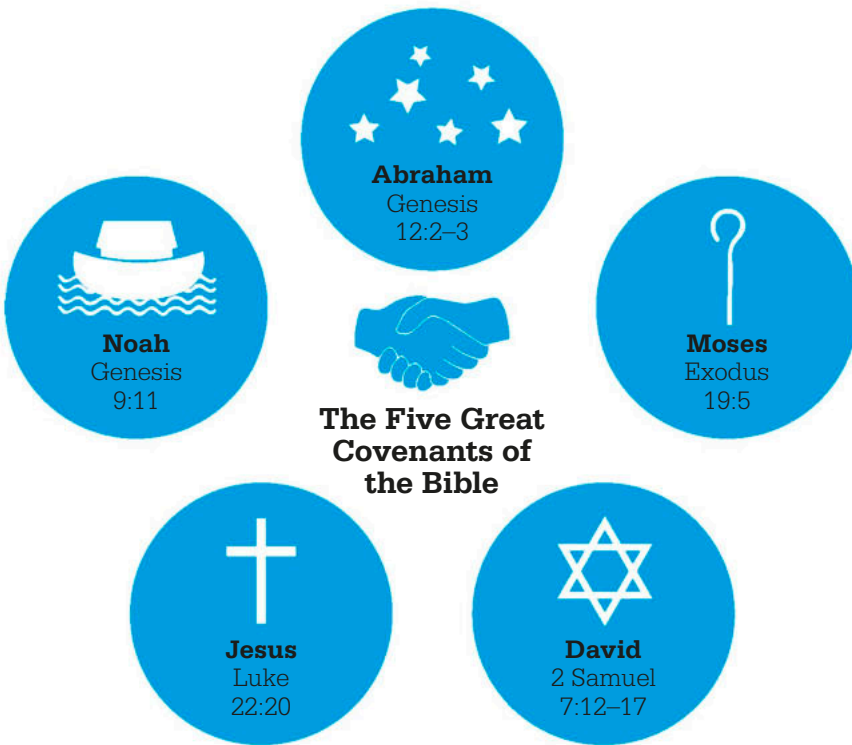 Abraham
Genesis
12:2–3
Noah
Genesis
9:11
Moses
Exodus
19:5
The Five Great
Covenants of
the Bible
Jesus
Luke
22:20
David
2 Samuel
7:12–17